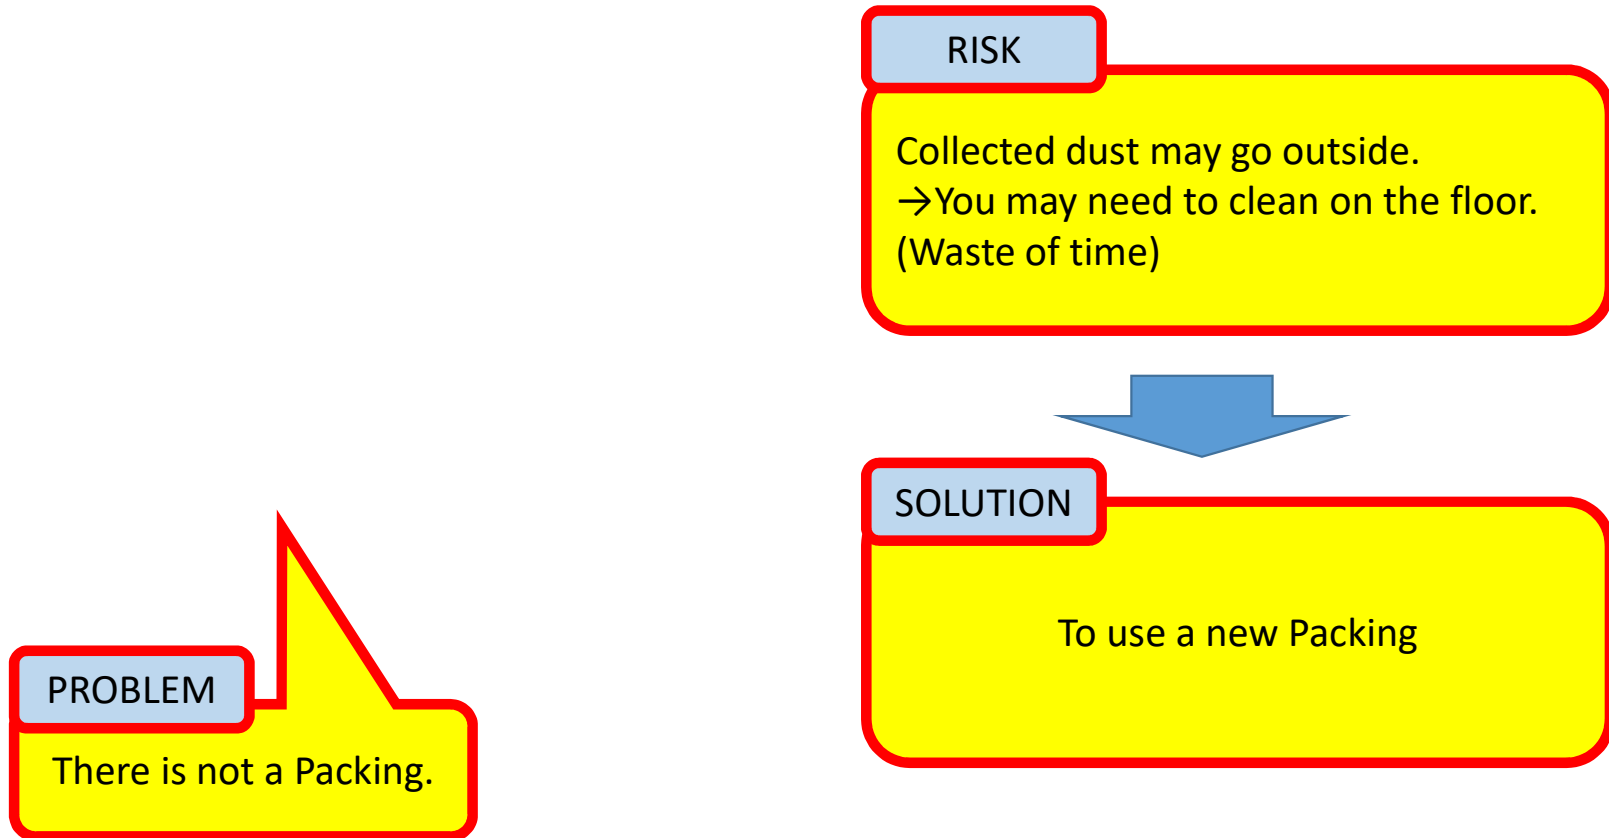 RISK
Collected dust may go outside.
→You may need to clean on the floor.
(Waste of time)
SOLUTION
To use a new Packing
PROBLEM
There is not a Packing.